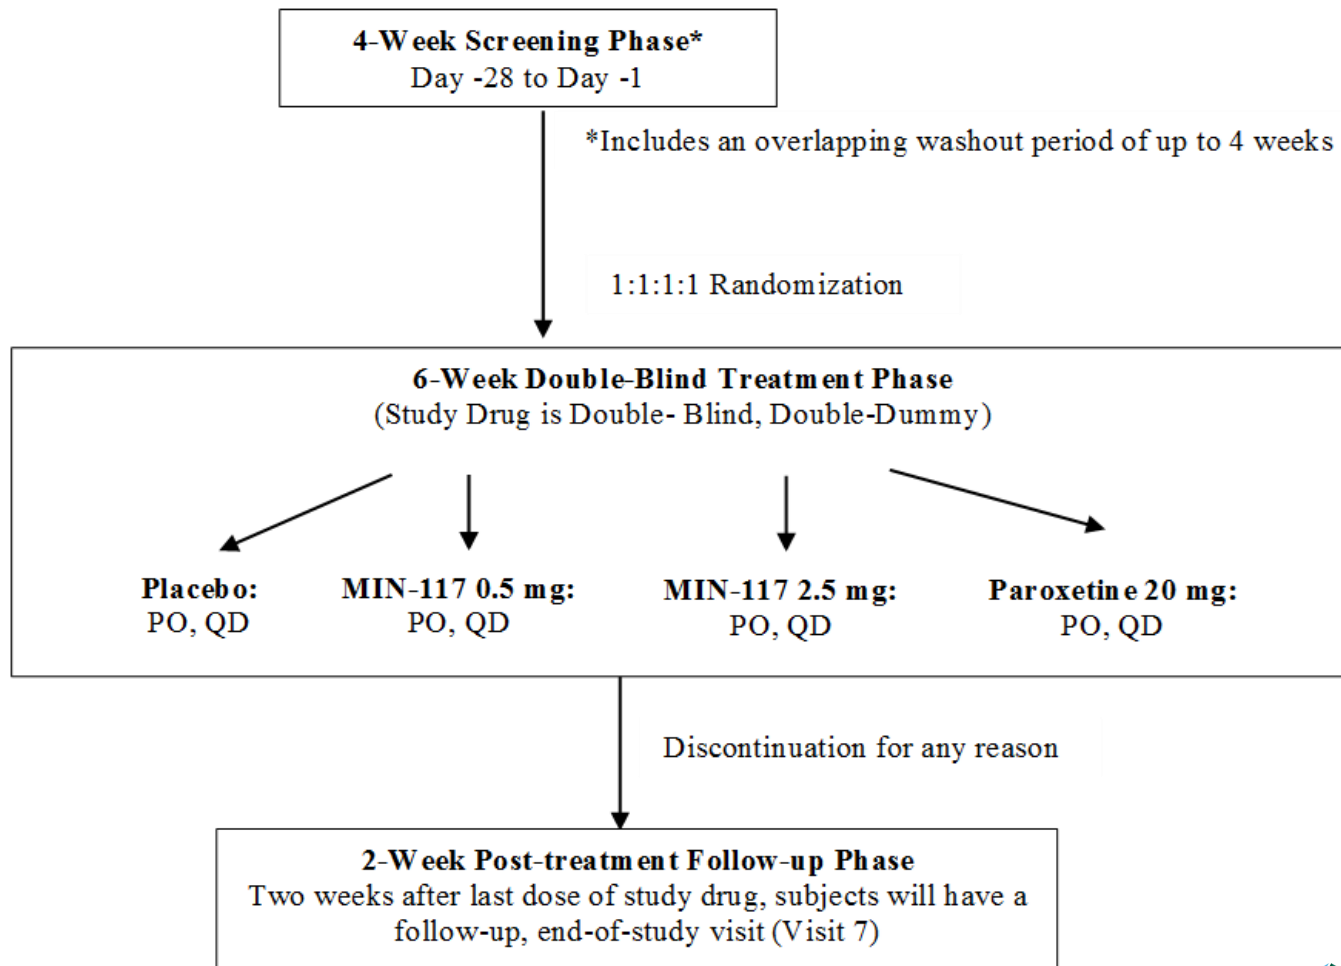 4-Week Screening Phase*
Day -28 to Day -1
*Includes an overlapping washout period of up to 4 weeks
1:1:1:1 Randomization
6-Week Double-Blind Treatment Phase
(Study Drug is Double- Blind, Double-Dummy)
Placebo:
PO, QD
MIN-117 0.5 mg:
PO, QD
MIN-117 2.5 mg:
PO, QD
Paroxetine 20 mg:
PO, QD
Discontinuation for any reason
2-Week Post-treatment Follow-up Phase
Two weeks after last dose of study drug, subjects will have a
follow-up, end-of-study visit (Visit 7)